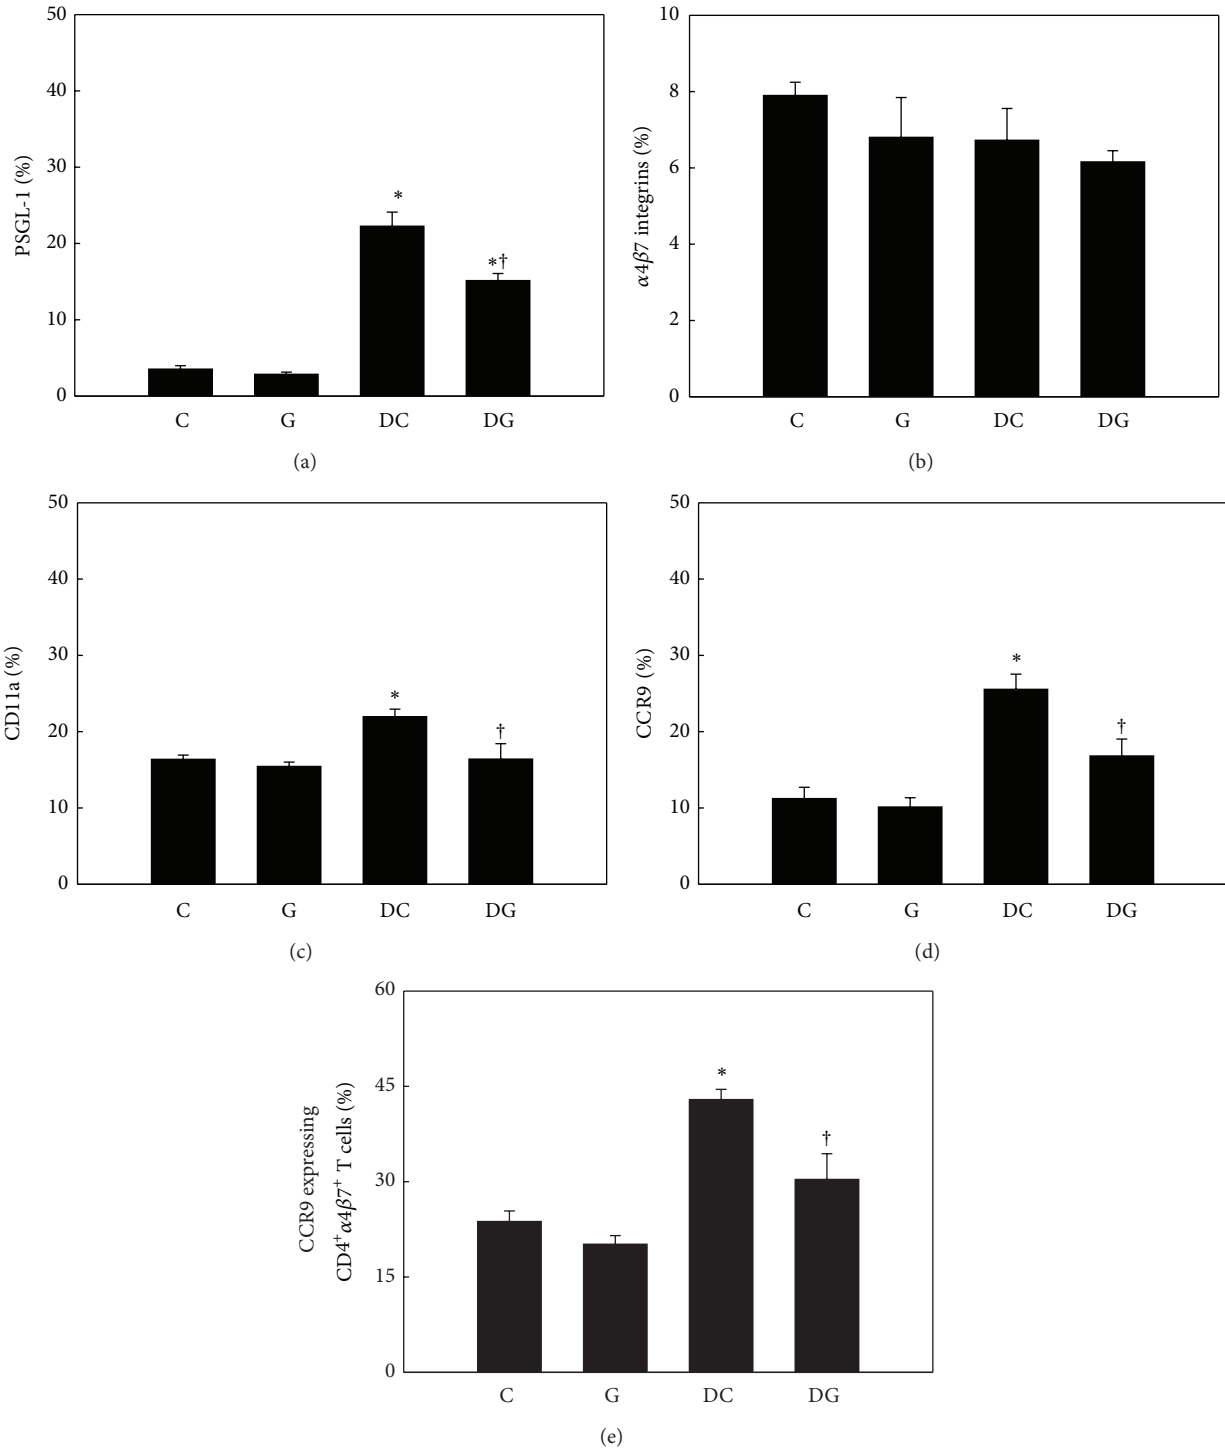 50
40
30
20
10
0
PSGL-1 (%)
*
*†
C G DC DG
(a)
10
8
6
4
2
0
α4β7 integrins (%)
C G DC DG
(b)
50
40
30
20
10
0
CD11a (%)
*
†
C G DC DG
(c)
50
40
30
20
10
0
CCR9 (%)
*
†
C G DC DG
(d)
60
45
30
15
0
CCR9 expressing
CD4⁺α4β7⁺ T cells (%)
*
†
C G DC DG
(e)